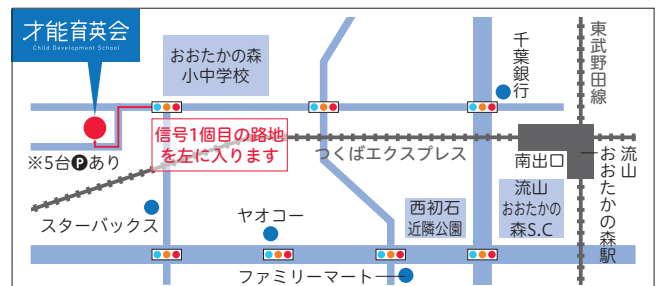 才能育英会
Child Development School
おおたかの森
小中学校
千葉銀行
東武野田線
信号1個目の路地
を左に入ります
つくばエクスプレス
南出口
流山
おおたかの森駅
※5台Pあり
スターバックス
ヤオコー
西初石
近隣公園
流山
おおたかの
森S.C
ファミリーマート